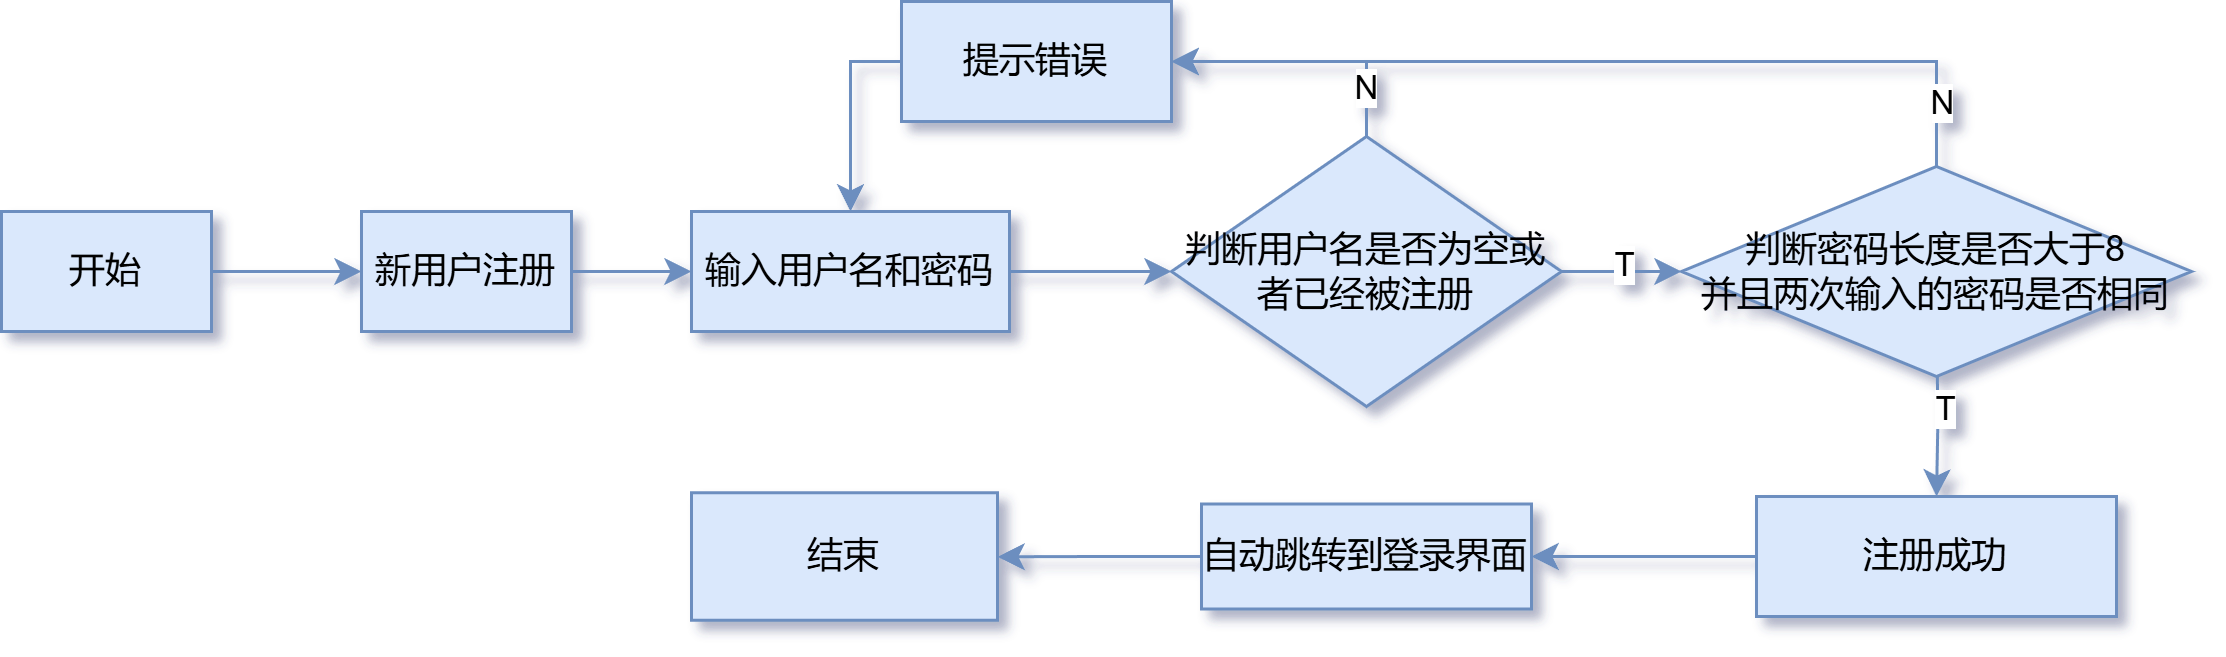 提示错误
N
N
开始
新用户注册
输入用户名和密码
判断用户名是否为空或
者已经被注册
T
判断密码长度是否大于8
并且两次输入的密码是否相同
T
结束
自动跳转到登录界面
注册成功